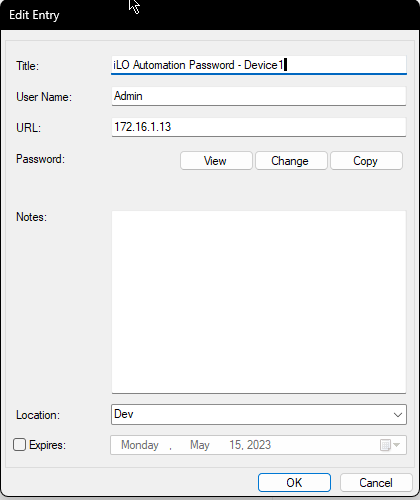 Edit Entry
Title: iLO Automation Password - Device1
User Name: Admin
URL: 172.16.1.13
Password: View Change Copy
Notes:
Location: Dev
Expires: Monday , May 15, 2023
OK Cancel